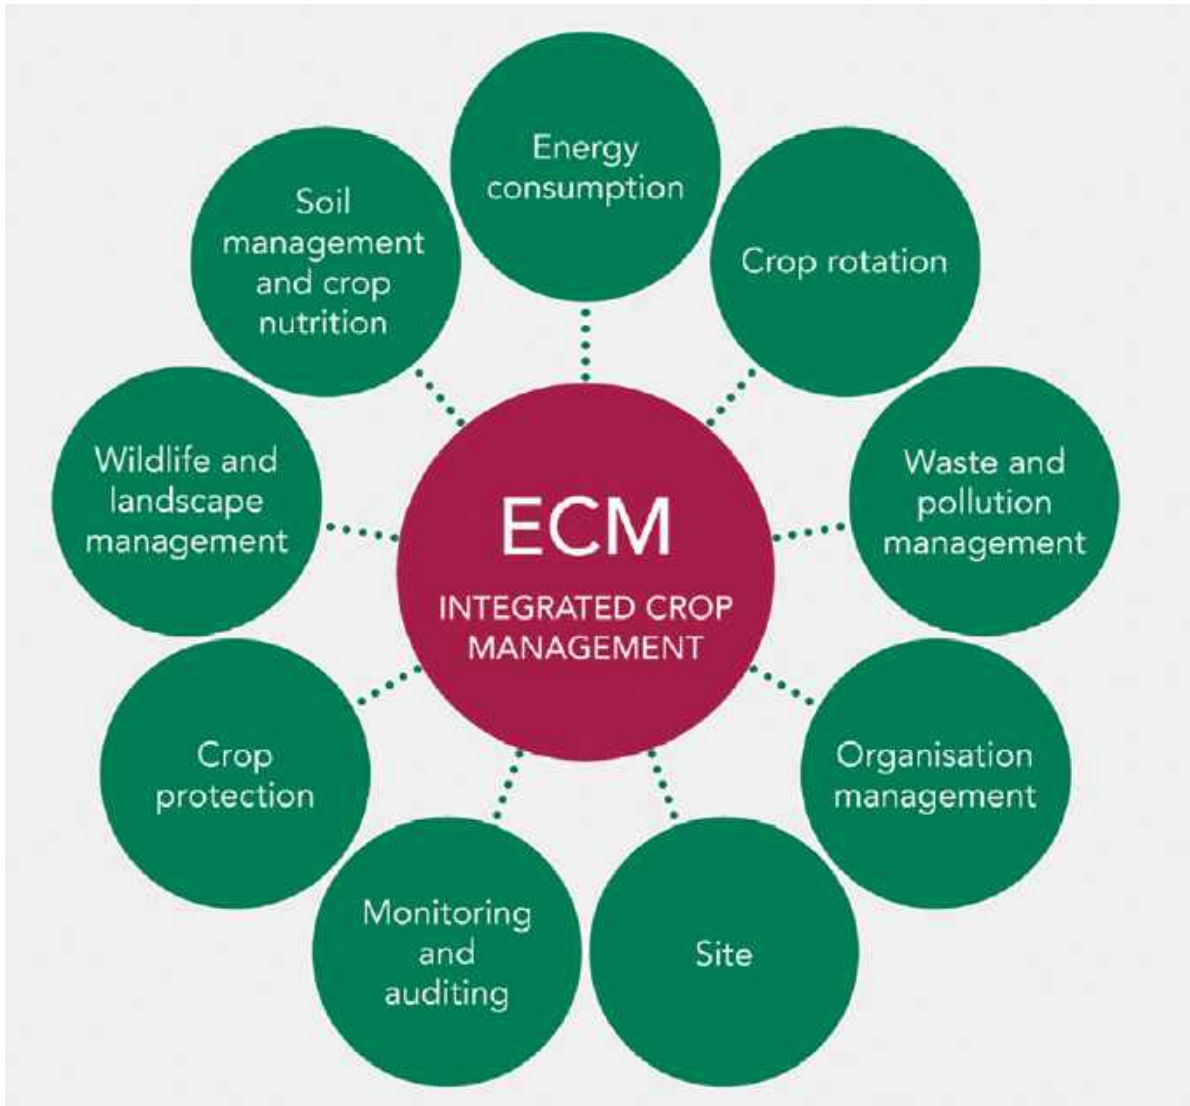 Energy
consumption
Crop rotation
Waste and
pollution
management
Organisation
management
Site
Monitoring
and
auditing
Crop
protection
Wildlife and
landscape
management
Soil
management
and crop
nutrition
ECM
INTEGRATED CROP
MANAGEMENT